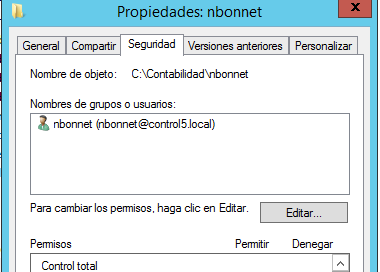 Propiedades: nbonnet
x
General Compartir Seguridad Versiones anteriores Personalizar
Nombre de objeto: C:\Contabilidad\nbonnet
Nombres de grupos o usuarios:
nbonnet (nbonnet@control5.local)
Para cambiar los permisos, haga clic en Editar. Editar...
Permisos Permitir Denegar
Control total